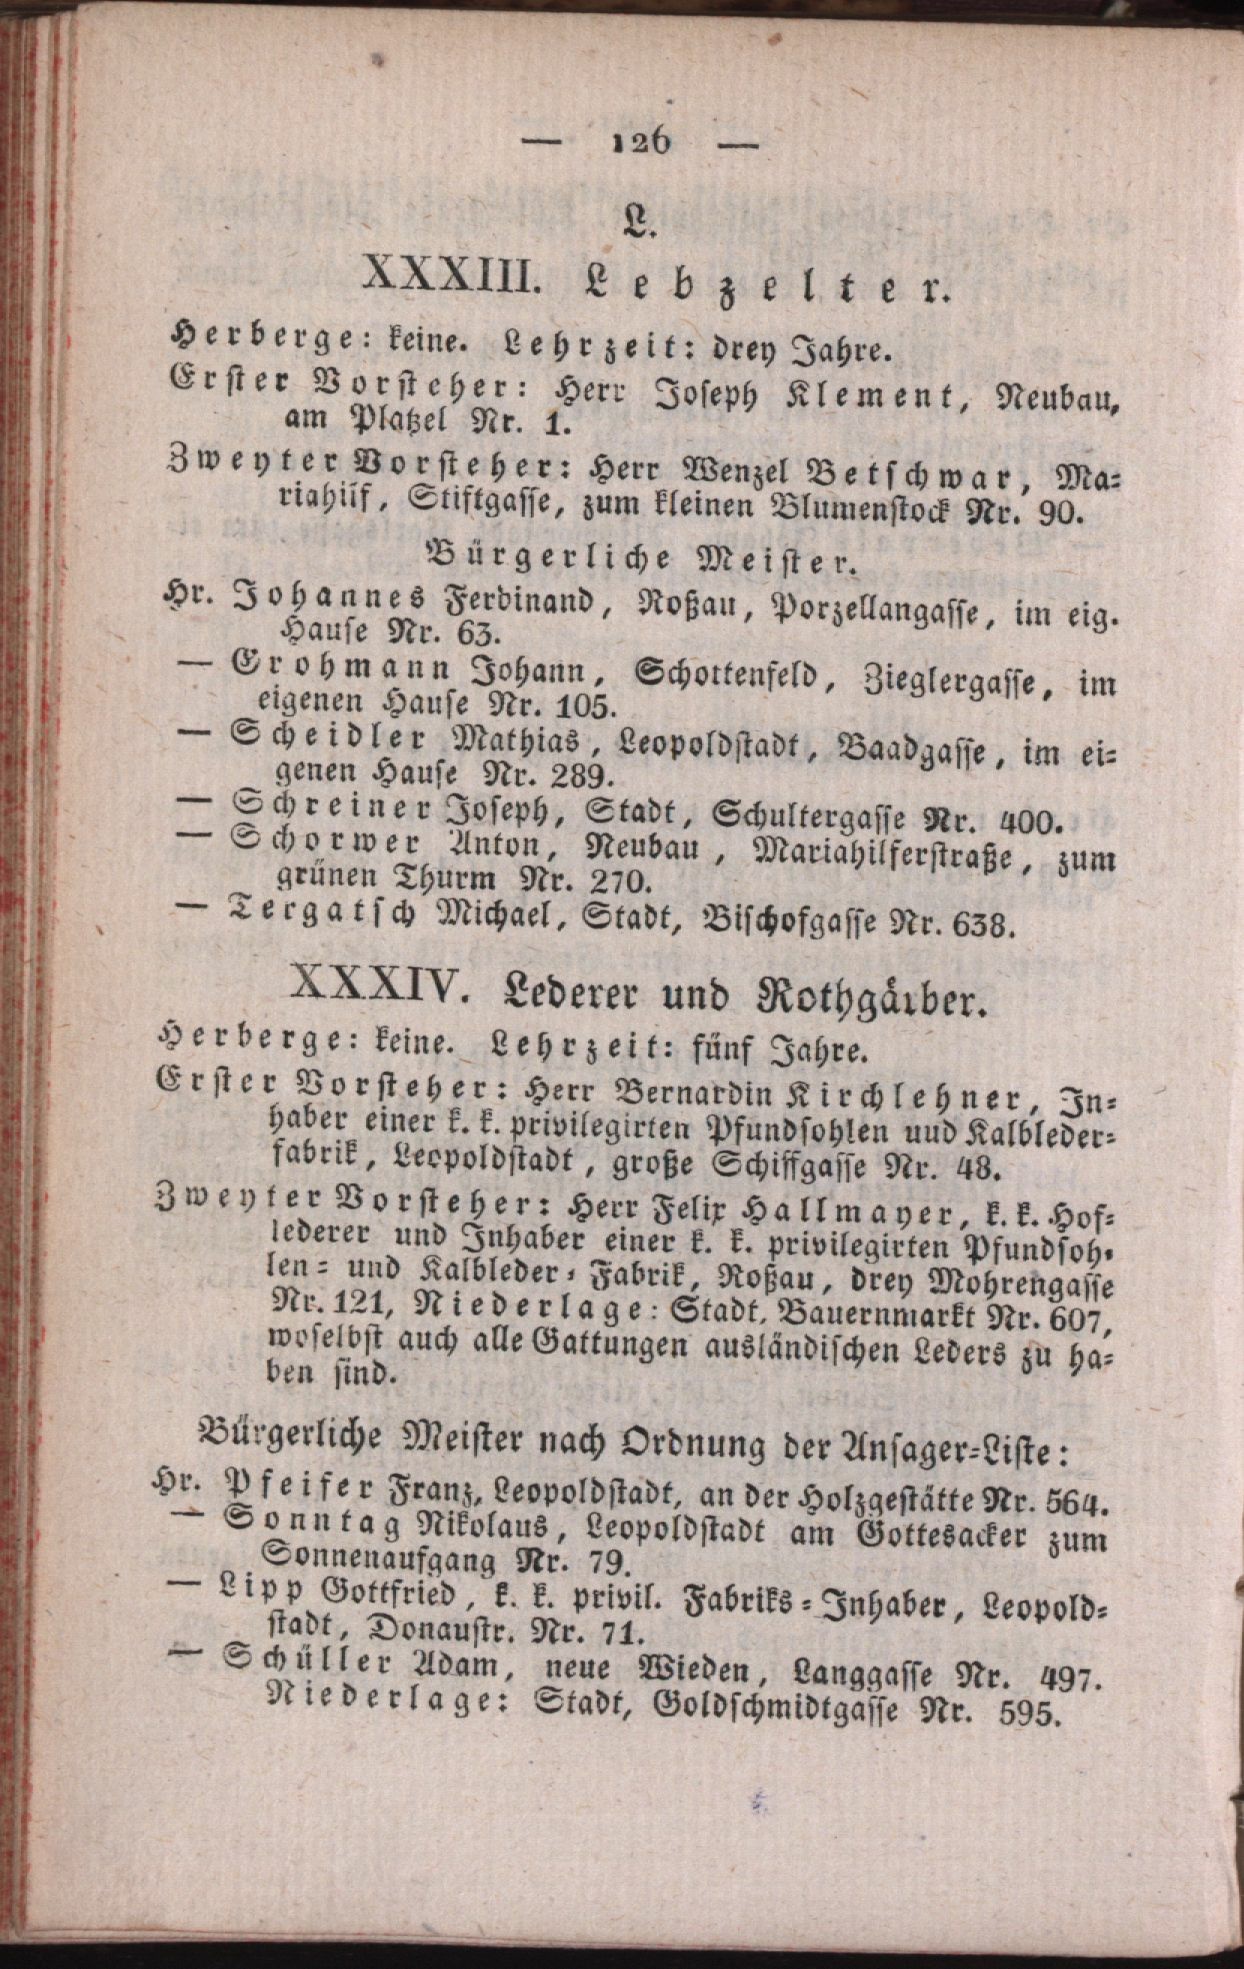 — 126 —
L.
XXXIII. Lebzelter.
Herberge: keine. Lehrzeit: drey Jahre.
Erster Vorsteher: Herr Joseph Klement, Neubau,
am Platzel Nr. 1.
Zweyter Vorsteher: Herr Wenzel Betschwar, Ma-
riahilf, Stiftgasse, zum kleinen Blumenstock Nr. 90.
Bürgerliche Meister.
Hr. Johannes Ferdinand, Roßau, Porzellangasse, im eig.
Hause Nr. 63.
— Grohmann Johann, Schottenfeld, Zieglergasse, im
eigenen Hause Nr. 105.
— Scheidler Mathias, Leopoldstadt, Baadgasse, im ei-
genen Hause Nr. 289.
— Schreiner Joseph, Stadt, Schultergasse Nr. 400.
— Schorwer Anton, Neubau, Mariahilferstraße, zum
grünen Thurm Nr. 270.
— Tergatsch Michael, Stadt, Bischofgasse Nr. 638.
XXXIV. Lederer und Rothgärber.
Herberge: keine. Lehrzeit: fünf Jahre.
Erster Vorsteher: Herr Bernardin Kirchlehner, In-
haber einer k. k. privilegirten Pfundsohlen uud Kalbleder-
fabrik, Leopoldstadt, große Schiffgasse Nr. 48.
Zweyter Vorsteher: Herr Felix Hallmayer, k. k. Hof-
lederer und Inhaber einer k. k. privilegirten Pfundsoh-
len- und Kalbleder-Fabrik, Roßau, drey Mohrengasse
Nr. 121, Niederlage: Stadt, Bauernmarkt Nr. 607,
woselbst auch alle Gattungen ausländischen Leders zu ha-
ben sind.
Bürgerliche Meister nach Ordnung der Ansager-Liste:
Hr. Pfeifer Franz, Leopoldstadt, an der Holzgestätte Nr. 564.
— Sonntag Nikolaus, Leopoldstadt am Gottesacker zum
Sonnenaufgang Nr. 79.
— Lipp Gottfried, k. k. privil. Fabriks-Inhaber, Leopold-
stadt, Donaustr. Nr. 71.
— Schüller Adam, neue Wieden, Langgasse Nr. 497.
Niederlage: Stadt, Goldschmidtgasse Nr. 595.